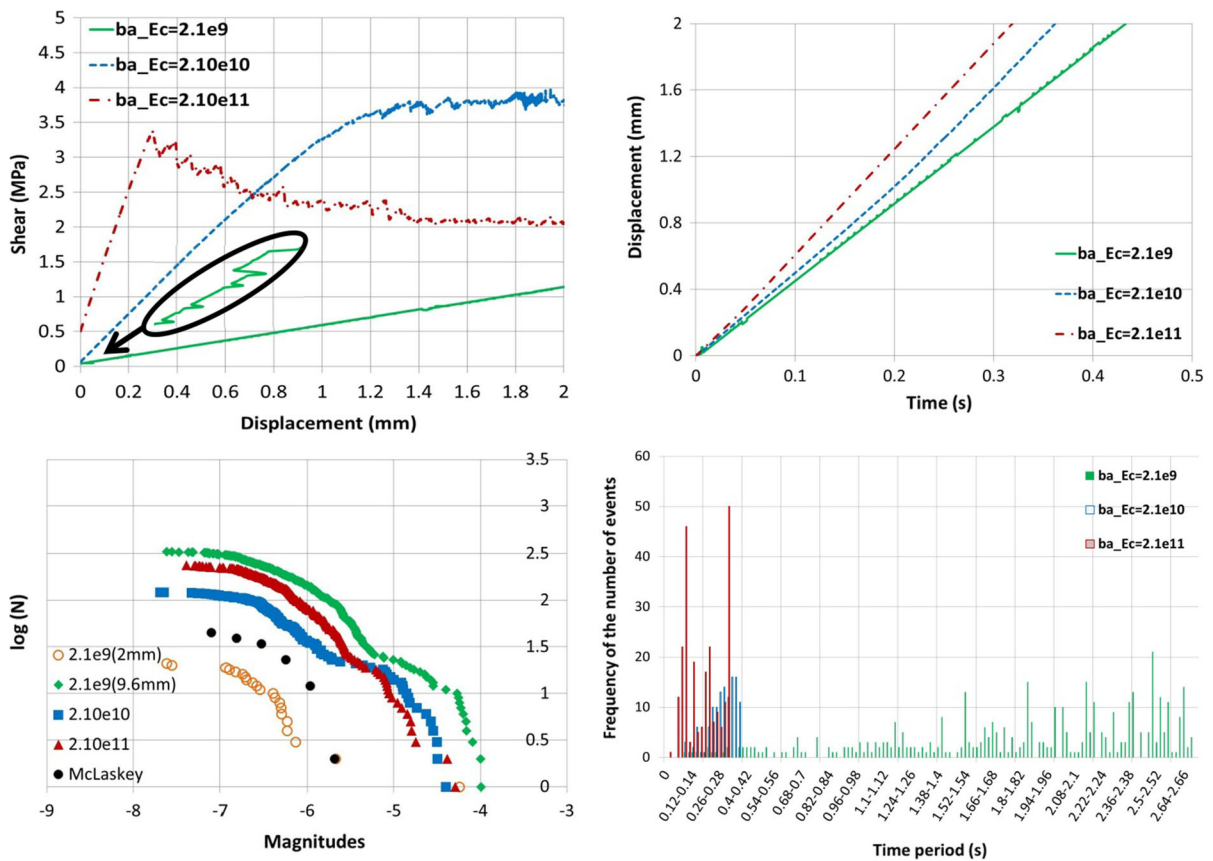 5
4.5
4
3.5
3
2.5
2
1.5
1
0.5
0
ba_Ec=2.1e9
ba_Ec=2.10e10
ba_Ec=2.10e11
Shear (MPa)
0 0.2 0.4 0.6 0.8 1 1.2 1.4 1.6 1.8 2
Displacement (mm)
2
1.6
1.2
0.8
0.4
0
Displacement (mm)
ba_Ec=2.1e9
ba_Ec=2.1e10
ba_Ec=2.1e11
0 0.1 0.2 0.3 0.4 0.5
Time (s)
3.5
3
2.5
2
1.5
1
0.5
0
log (N)
2.1e9(2mm)
2.1e9(9.6mm)
2.10e10
2.10e11
McLaskey
-8 -7 -6 -5 -4 -3
Magnitudes
60
50
40
30
20
10
0
Frequency of the number of events
ba_Ec=2.1e9
ba_Ec=2.1e10
ba_Ec=2.1e11
0 0.12-0.14 0.26-0.28 0.4-0.42 0.54-0.56 0.68-0.7 0.82-0.84 0.96-0.98 1.1-1.12 1.24-1.26 1.38-1.4 1.52-1.54 1.66-1.68 1.8-1.82 1.94-1.96 2.08-2.1 2.22-2.24 2.36-2.38 2.5-2.52 2.64-2.66
Time period (s)